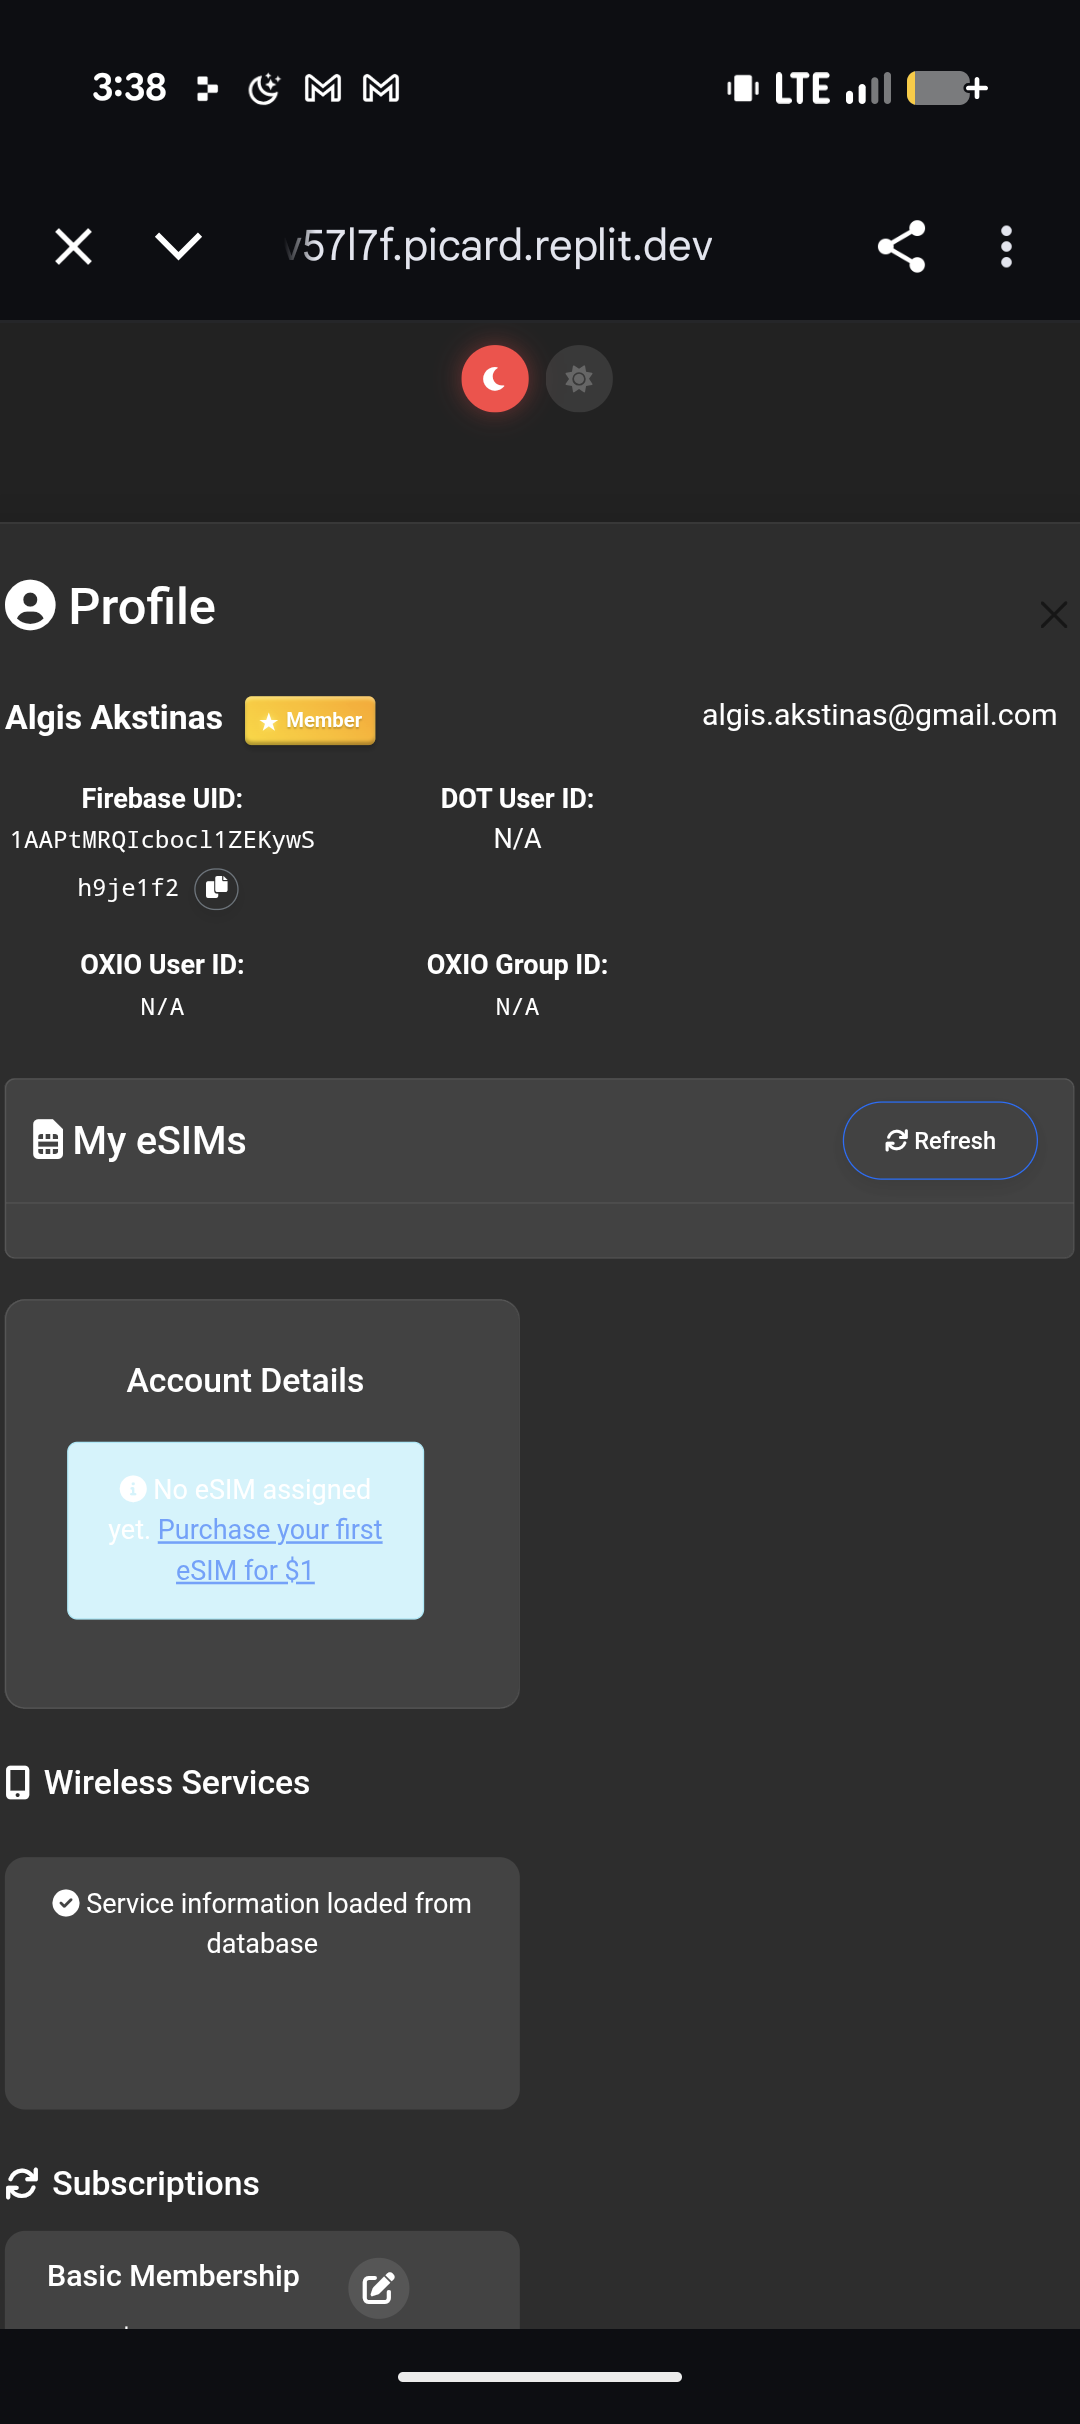 3:38
LTE
v57l7f.picard.replit.dev
Profile
Algis Akstinas
Member
algis.akstinas@gmail.com
Firebase UID:
1AAPtMRQIcbocl1ZEKywS
h9je1f2
DOT User ID:
N/A
OXIO User ID:
N/A
OXIO Group ID:
N/A
My eSIMs
Refresh
Account Details
No eSIM assigned
yet. Purchase your first
eSIM for $1
Wireless Services
Service information loaded from
database
Subscriptions
Basic Membership